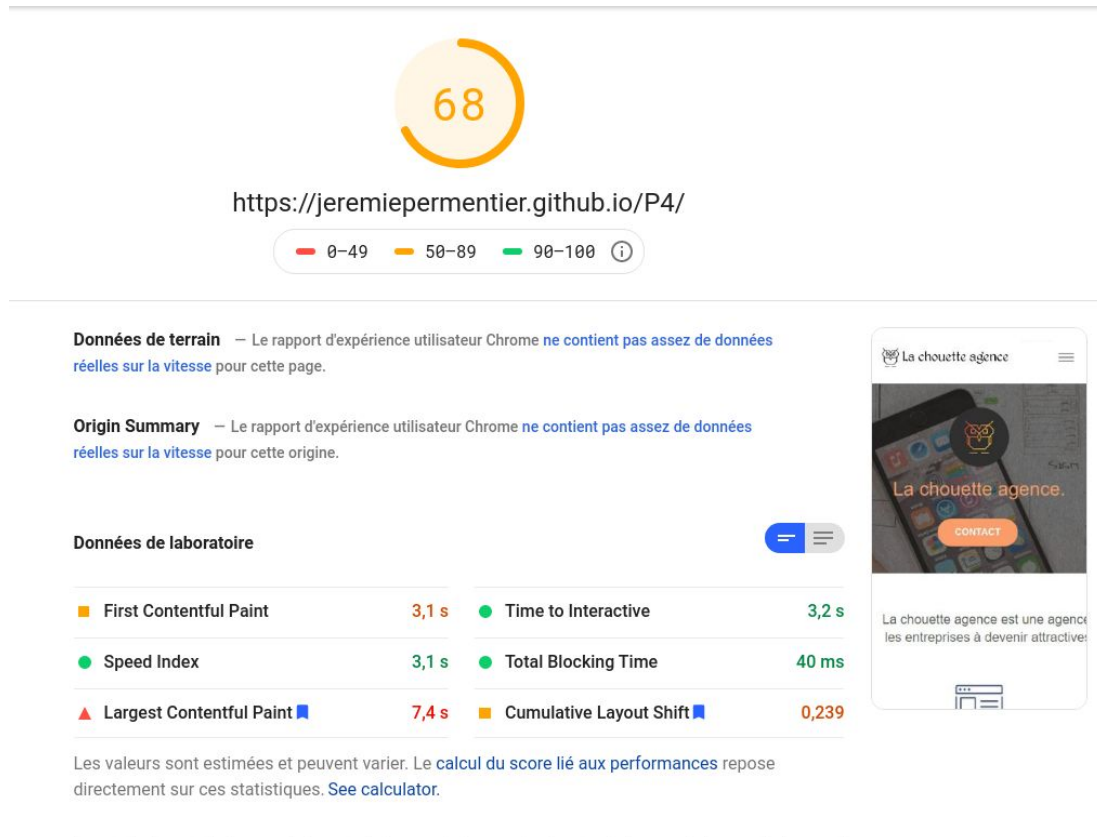 68
https://jeremiepermentier.github.io/P4/
0–49 50–89 90–100
Données de terrain — Le rapport d'expérience utilisateur Chrome ne contient pas assez de données
réelles sur la vitesse pour cette page.
Origin Summary — Le rapport d'expérience utilisateur Chrome ne contient pas assez de données
réelles sur la vitesse pour cette origine.
Données de laboratoire
First Contentful Paint 3,1 s
Time to Interactive 3,2 s
Speed Index 3,1 s
Total Blocking Time 40 ms
Largest Contentful Paint 7,4 s
Cumulative Layout Shift 0,239
Les valeurs sont estimées et peuvent varier. Le calcul du score lié aux performances repose
directement sur ces statistiques. See calculator.
La chouette agence
La chouette agence.
CONTACT
La chouette agence est une agence
les entreprises à devenir attractives